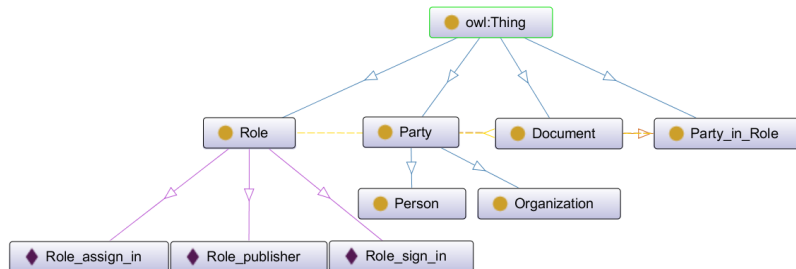 owl:Thing
Role
Party
Document
Party_in_Role
Person
Organization
Role_assign_in
Role_publisher
Role_sign_in